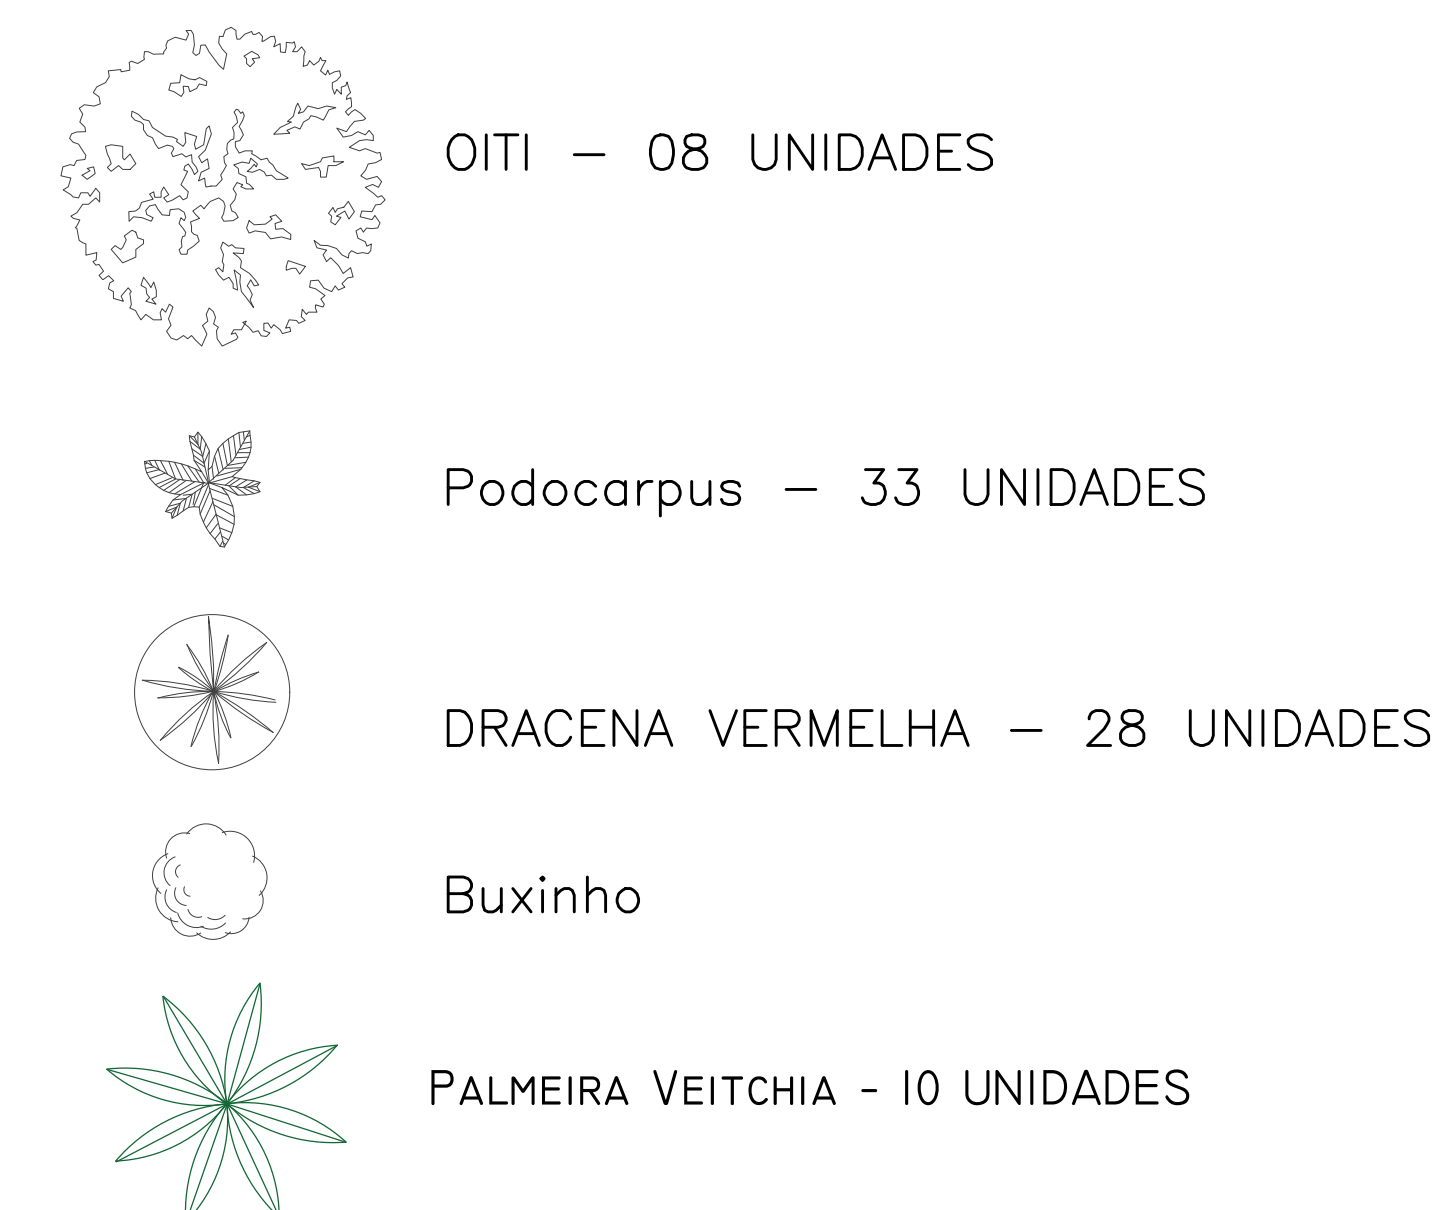 OITI – 08 UNIDADES
Podocarpus – 33 UNIDADES
DRACENA VERMELHA – 28 UNIDADES
Buxinho
PALMEIRA VEITCHIA - 10 UNIDADES